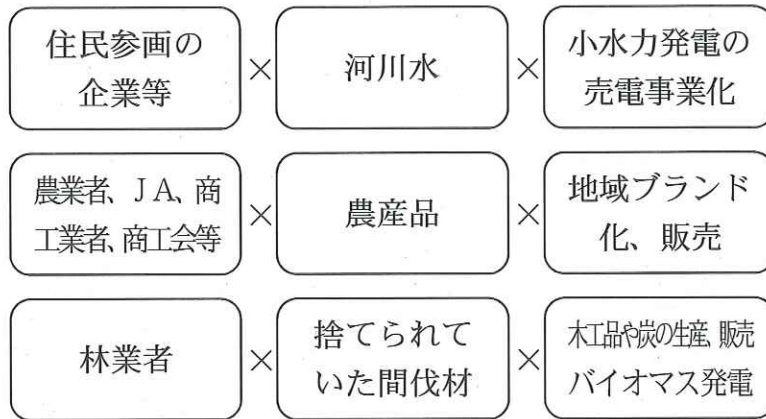 住民参画の
企業等
×
河川水
×
小水力発電の
売電事業化
農業者、ＪＡ、商
工業者、商工会等
×
農産品
×
地域ブランド
化、販売
林業者
×
捨てられて
いた間伐材
×
木工品や炭の生産、販売
バイオマス発電